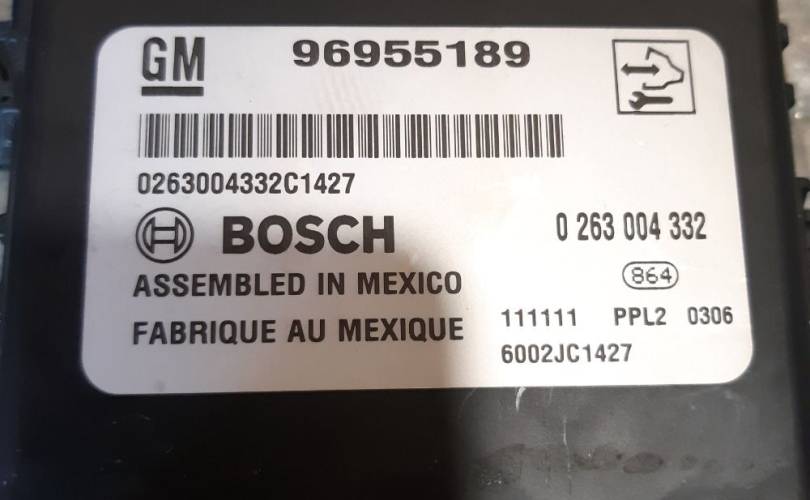 GM 96955189
0263004332C1427
BOSCH 0 263 004 332
ASSEMBLED IN MEXICO 864
FABRIQUE AU MEXIQUE 111111 PPL2 0306
6002JC1427